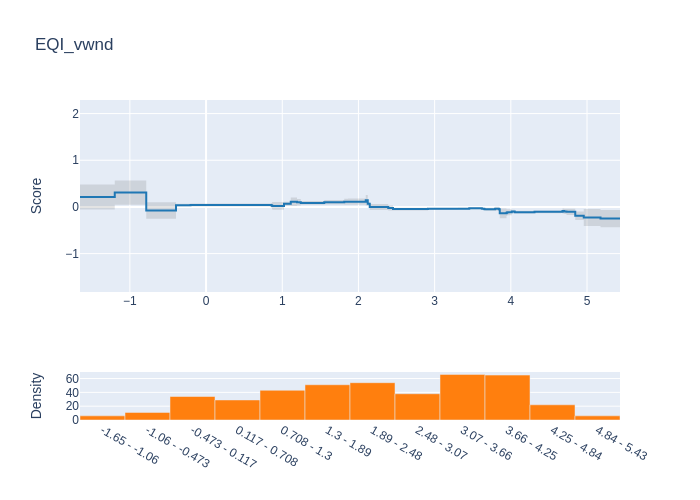 EQI_vwnd
Score
2
1
0
−1
−1
0
1
2
3
4
5
Density
60
40
20
0
-1.65 - -1.06
-1.06 - -0.473
-0.473 - 0.117
0.117 - 0.708
0.708 - 1.3
1.3 - 1.89
1.89 - 2.48
2.48 - 3.07
3.07 - 3.66
3.66 - 4.25
4.25 - 4.84
4.84 - 5.43